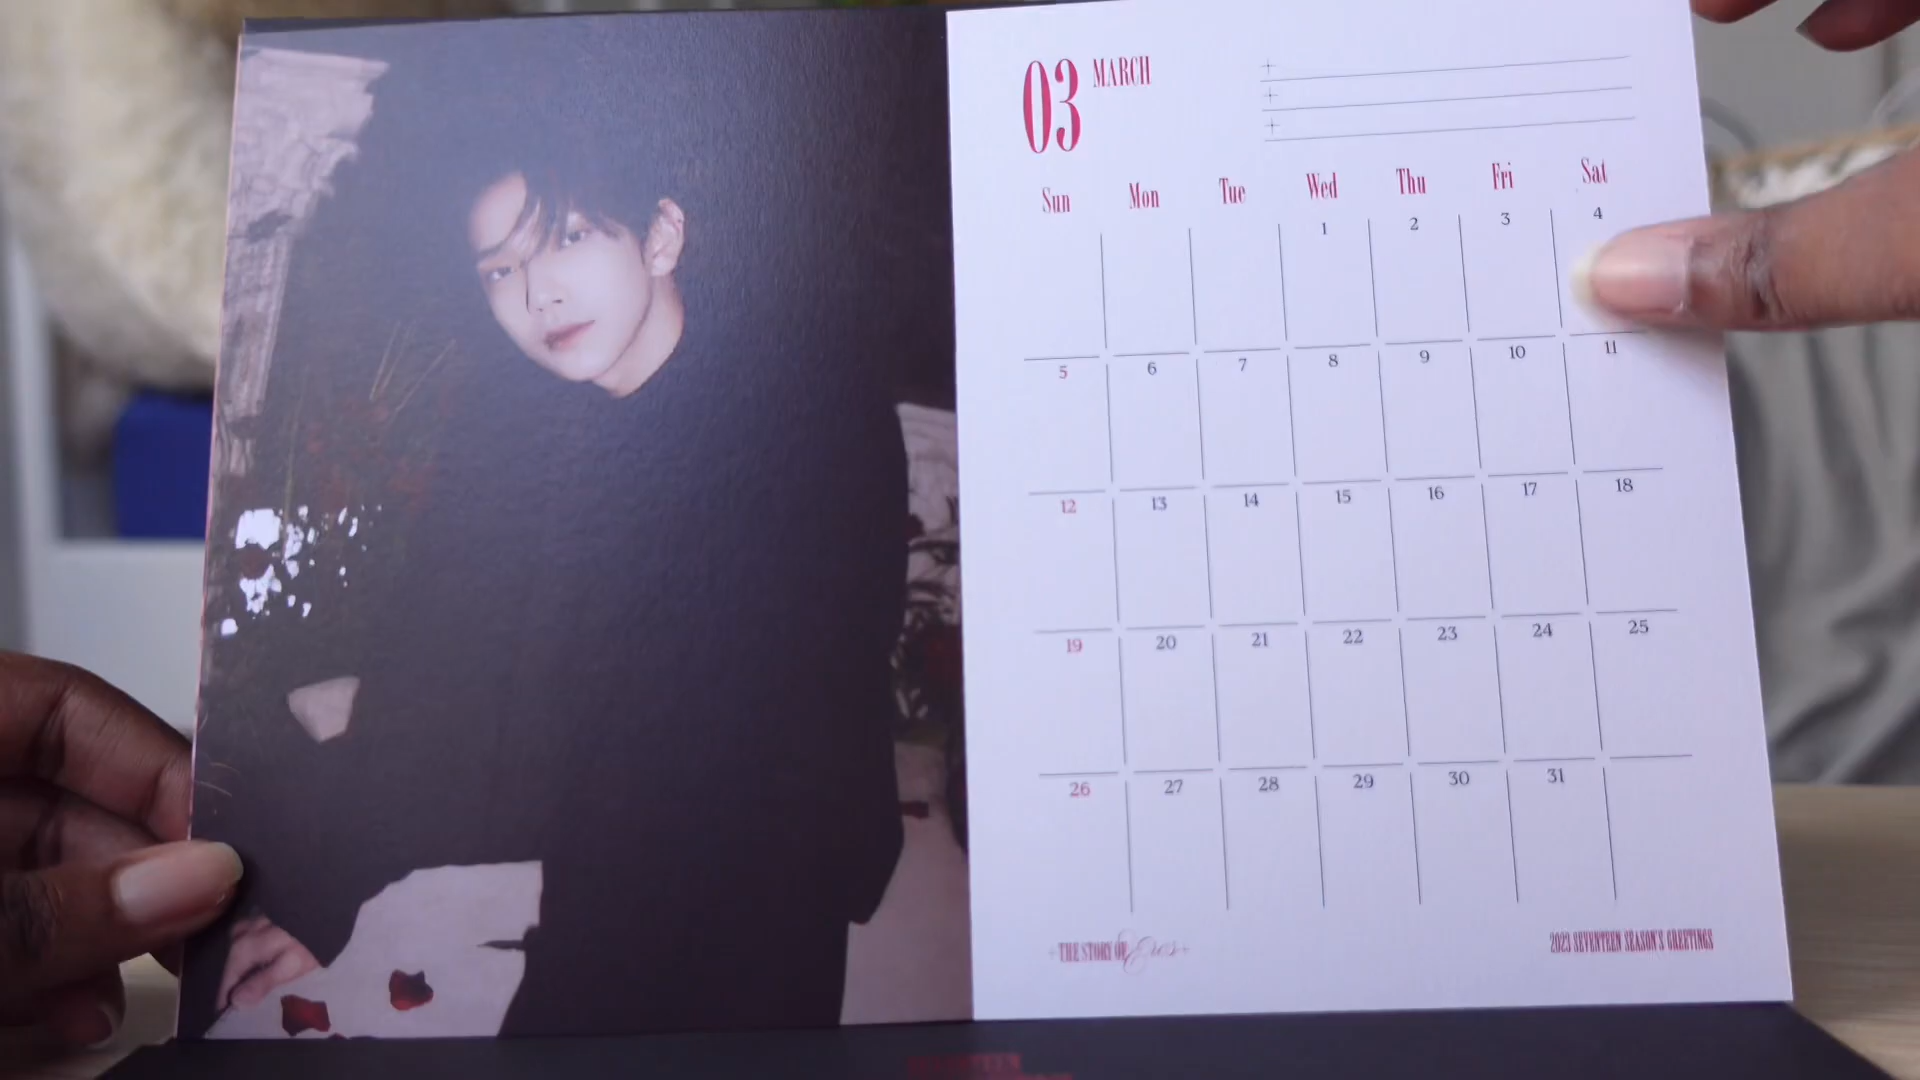 03 MARCH
Sun Mon Tue Wed Thu Fri Sat
1 2 3 4
5 6 7 8 9 10 11
12 13 14 15 16 17 18
19 20 21 22 23 24 25
26 27 28 29 30 31
THE STORY OF Eros
2023 SEVENTEEN SEASON'S GREETINGS